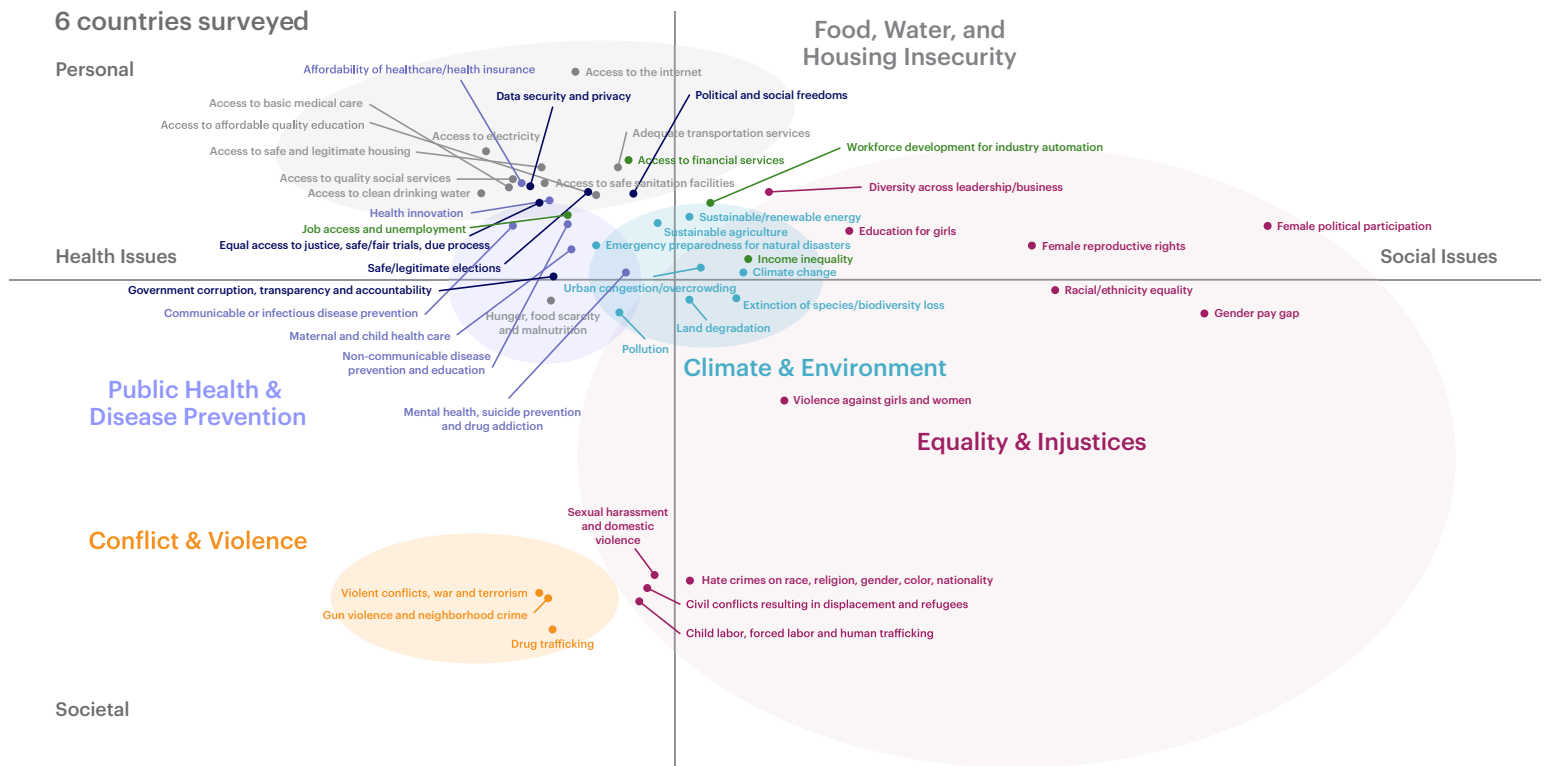 6 countries surveyed
Food, Water, and
Housing Insecurity
Personal
Affordability of healthcare/health insurance
Access to the internet
Data security and privacy
Political and social freedoms
Access to basic medical care
Access to affordable quality education
Access to electricity
Adequate transportation services
Access to safe and legitimate housing
Access to financial services
Workforce development for industry automation
Access to quality social services
Access to safe sanitation facilities
Diversity across leadership/business
Access to clean drinking water
Health innovation
Sustainable/renewable energy
Job access and unemployment
Sustainable agriculture
Education for girls
Female political participation
Equal access to justice, safe/fair trials, due process
Emergency preparedness for natural disasters
Female reproductive rights
Health Issues
Income inequality
Social Issues
Safe/legitimate elections
Climate change
Government corruption, transparency and accountability
Urban congestion/overcrowding
Racial/ethnicity equality
Communicable or infectious disease prevention
Hunger, food scarcity
and malnutrition
Extinction of species/biodiversity loss
Gender pay gap
Maternal and child health care
Land degradation
Non-communicable disease
prevention and education
Pollution
Public Health &
Disease Prevention
Climate & Environment
Mental health, suicide prevention
and drug addiction
Violence against girls and women
Equality & Injustices
Conflict & Violence
Sexual harassment
and domestic
violence
Violent conflicts, war and terrorism
Hate crimes on race, religion, gender, color, nationality
Gun violence and neighborhood crime
Civil conflicts resulting in displacement and refugees
Drug trafficking
Child labor, forced labor and human trafficking
Societal